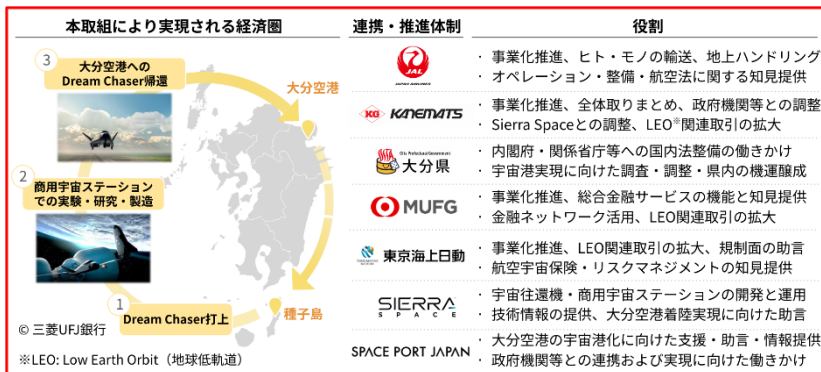 本取組により実現される経済圏
3
大分空港への
Dream Chaser帰還
大分空港
2
商用宇宙ステーション
での実験・研究・製造
1
Dream Chaser打上
種子島
© 三菱UFJ銀行
※LEO: Low Earth Orbit（地球低軌道）
連携・推進体制
役割
JAL
JAPAN AIRLINES
・ 事業化推進、ヒト・モノの輸送、地上ハンドリング
・ オペレーション・整備・航空法に関する知見提供
KG KANEMATS
・ 事業化推進、全体取りまとめ、政府機関等との調整
・ Sierra Spaceとの調整、LEO※関連取引の拡大
Oita Prefectural Government
大分県
・ 内閣府・関係省庁等への国内法整備の働きかけ
・ 宇宙港実現に向けた調査・調整・県内の機運醸成
MUFG
・ 事業化推進、総合金融サービスの機能と知見提供
・ 金融ネットワーク活用、LEO関連取引の拡大
東京海上日動
・ 事業化推進、LEO関連取引の拡大、規制面の助言
・ 航空宇宙保険・リスクマネジメントの知見提供
SIERRA
SPACE
・ 宇宙往還機・商用宇宙ステーションの開発と運用
・ 技術情報の提供、大分空港着陸実現に向けた助言
SPACE PORT JAPAN
・ 大分空港の宇宙港化に向けた支援・助言・情報提供
・ 政府機関等との連携および実現に向けた働きかけ